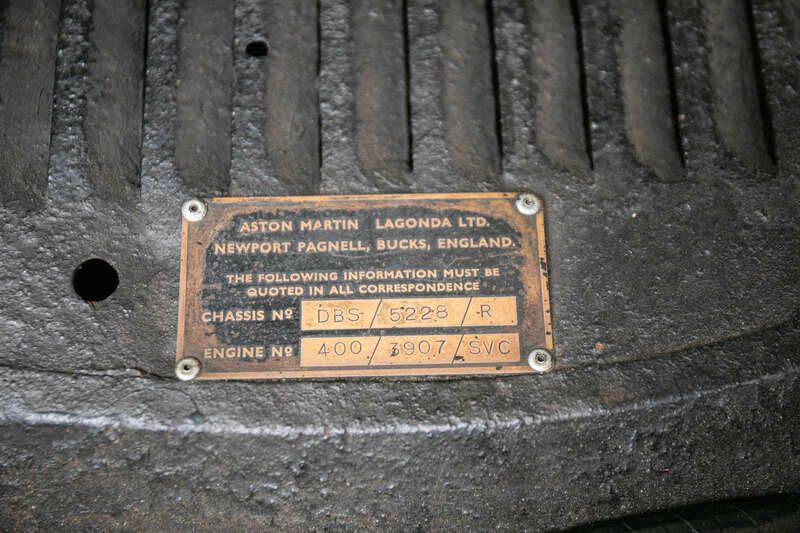 ASTON MARTIN LAGONDA LTD.
NEWPORT PAGNELL, BUCKS, ENGLAND.
THE FOLLOWING INFORMATION MUST BE
QUOTED IN ALL CORRESPONDENCE
CHASSIS Nº DBS/5228/R
ENGINE Nº 400/3907/SVC